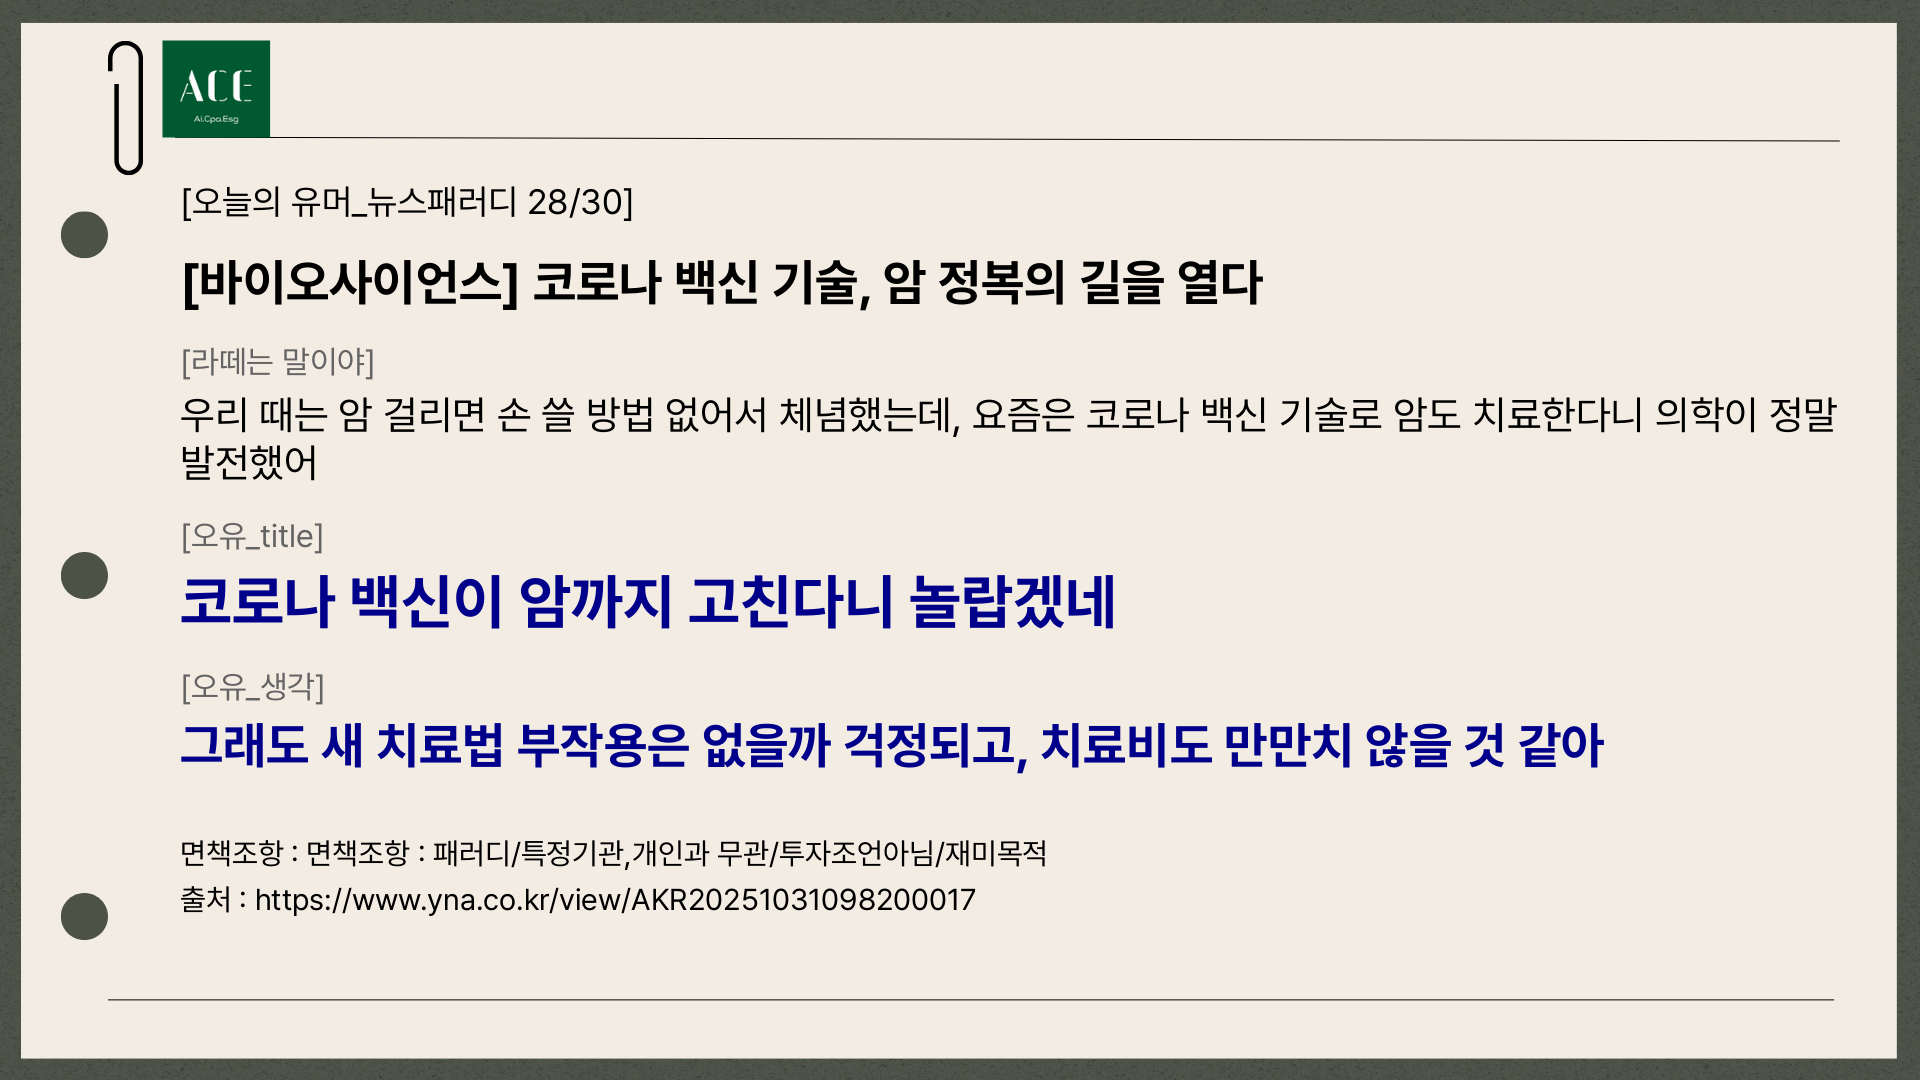 ACE
Ai.Cpa.Esg
[오늘의 유머_뉴스패러디 28/30]
[바이오사이언스] 코로나 백신 기술, 암 정복의 길을 열다
[라떼는 말이야]
우리 때는 암 걸리면 손 쓸 방법 없어서 체념했는데, 요즘은 코로나 백신 기술로 암도 치료한다니 의학이 정말
발전했어
[오유_title]
코로나 백신이 암까지 고친다니 놀랍겠네
[오유_생각]
그래도 새 치료법 부작용은 없을까 걱정되고, 치료비도 만만치 않을 것 같아
면책조항 : 면책조항 : 패러디/특정기관,개인과 무관/투자조언아님/재미목적
출처 : https://www.yna.co.kr/view/AKR20251031098200017